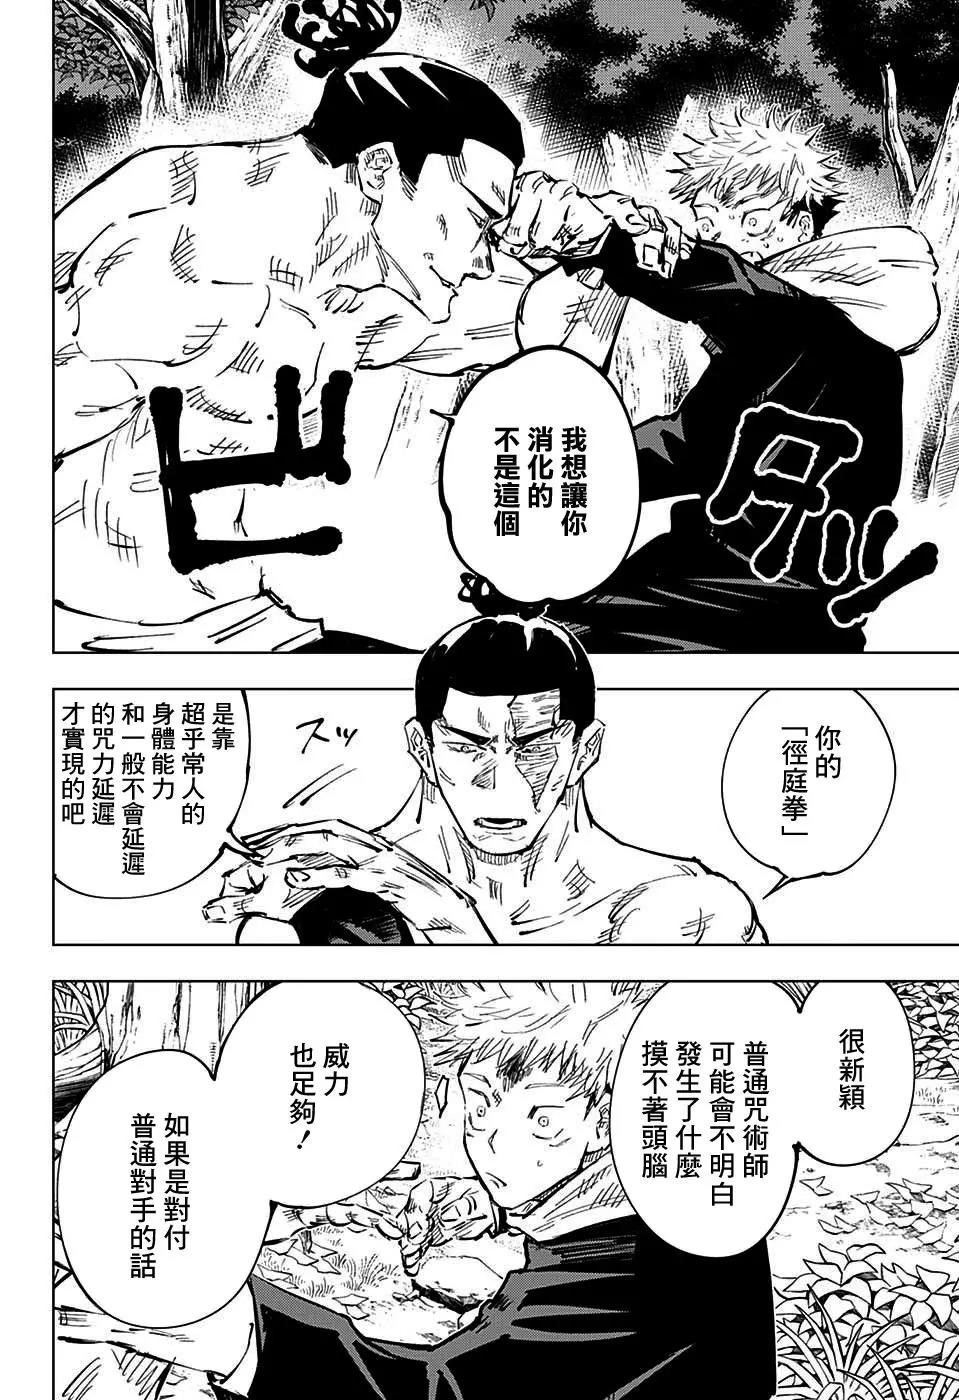 ビ
タッ
我想讓你
消化的
不是這個
スッ
你的
「徑庭拳」
是靠
超乎常人的
身體能力
和一般不會延遲
的咒力延遲
才實現的吧
很新穎
普通咒術師
可能會不明白
發生了什麼
摸不著頭腦
威力
也足夠！
如果是對付
普通對手的話